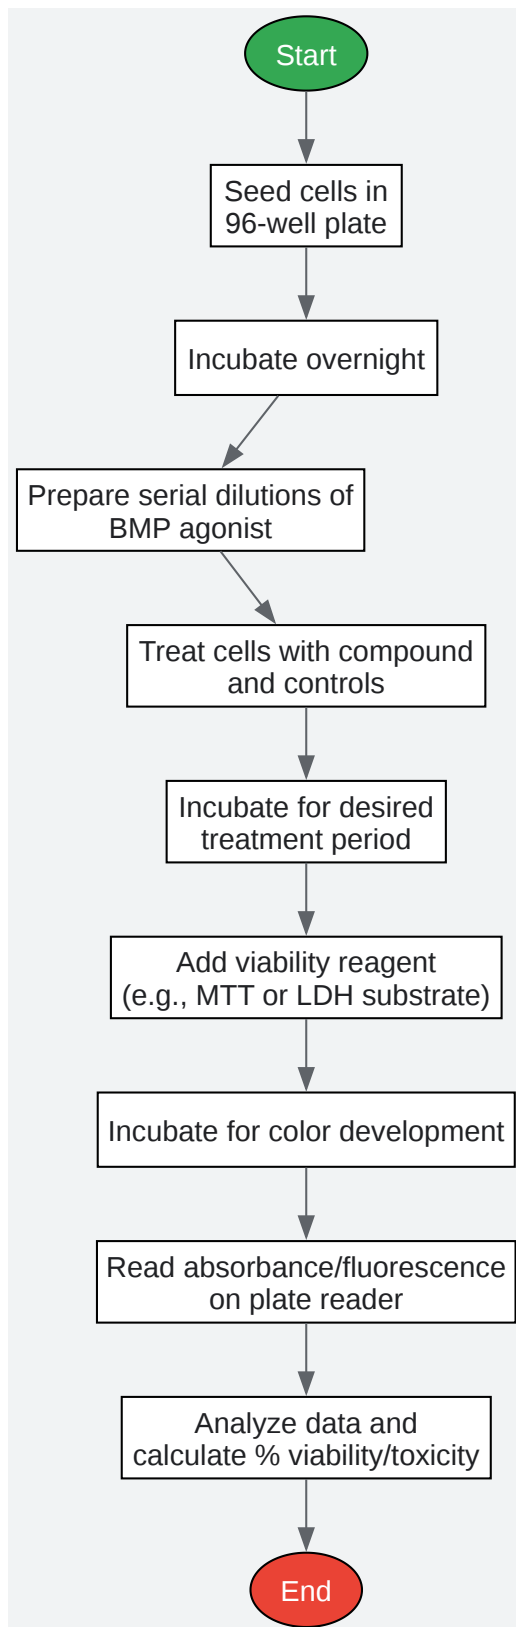 Start
Seed cells in
96-well plate
Incubate overnight
Prepare serial dilutions of
BMP agonist
Treat cells with compound
and controls
Incubate for desired
treatment period
Add viability reagent
(e.g., MTT or LDH substrate)
Incubate for color development
Read absorbance/fluorescence
on plate reader
Analyze data and
calculate % viability/toxicity
End